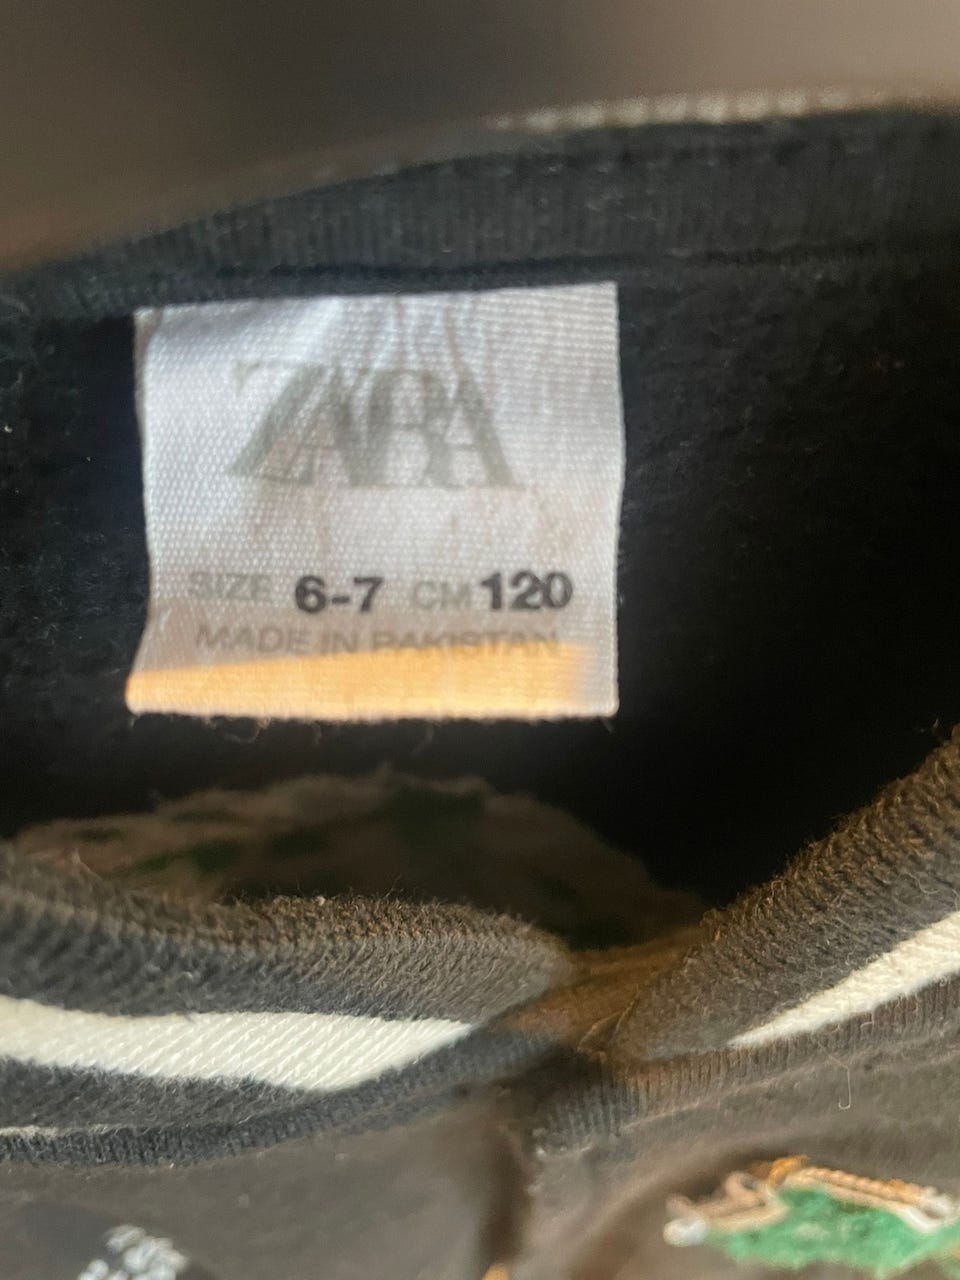 ZARA
SIZE 6-7 CM 120
MADE IN PAKISTAN